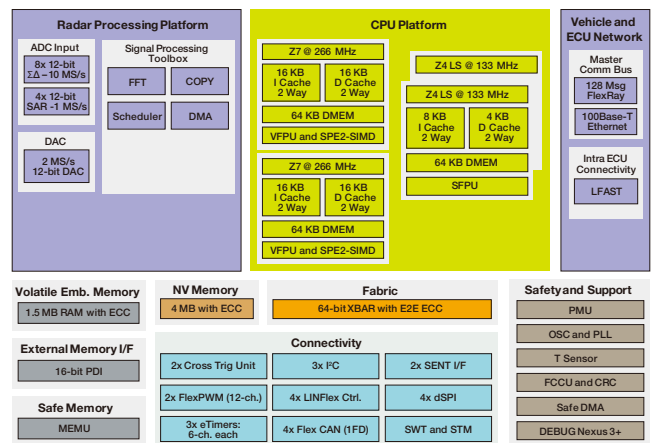 Radar Processing Platform
ADC Input
8x 12-bit
ΣΔ – 10 MS/s
4x 12-bit
SAR -1 MS/s
DAC
2 MS/s
12-bit DAC
Signal Processing
Toolbox
FFT
COPY
Scheduler
DMA
CPU Platform
Z7 @ 266 MHz
16 KB
I Cache
2 Way
16 KB
D Cache
2 Way
64 KB DMEM
VFPU and SPE2-SIMD
Z7 @ 266 MHz
16 KB
I Cache
2 Way
16 KB
D Cache
2 Way
64 KB DMEM
VFPU and SPE2-SIMD
Z4 LS @ 133 MHz
Z4 LS @ 133 MHz
8 KB
I Cache
2 Way
4 KB
D Cache
2 Way
64 KB DMEM
SFPU
Vehicle and
ECU Network
Master
Comm Bus
128 Msg
FlexRay
100Base-T
Ethernet
Intra ECU
Connectivity
LFAST
Volatile Emb. Memory
1.5 MB RAM with ECC
External Memory I/F
16-bit PDI
Safe Memory
MEMU
NV Memory
4 MB with ECC
Fabric
64-bit XBAR with E2E ECC
Connectivity
2x Cross Trig Unit
3x I²C
2x SENT I/F
2x FlexPWM (12-ch.)
4x LINFlex Ctrl.
4x dSPI
3x eTimers:
6-ch. each
4x Flex CAN (1FD)
SWT and STM
Safety and Support
PMU
OSC and PLL
T Sensor
FCCU and CRC
Safe DMA
DEBUG Nexus 3+